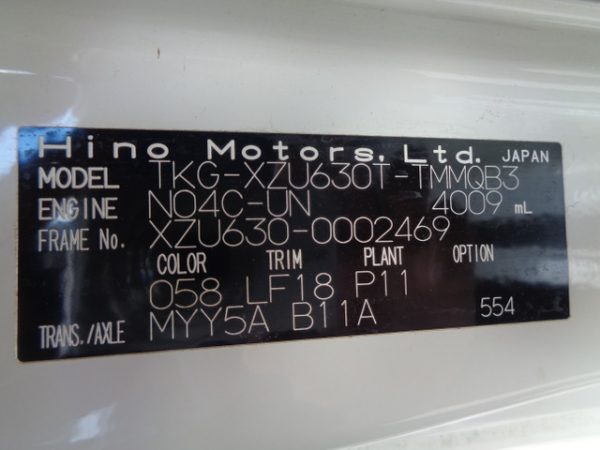 Hino Motors, Ltd. JAPAN
MODEL TKG-XZU630T-TMMQB3
ENGINE N04C-UN 4009 mL
FRAME No. XZU630-0002469
COLOR TRIM PLANT OPTION
058 LF18 P11
TRANS./AXLE MYY5A B11A 554